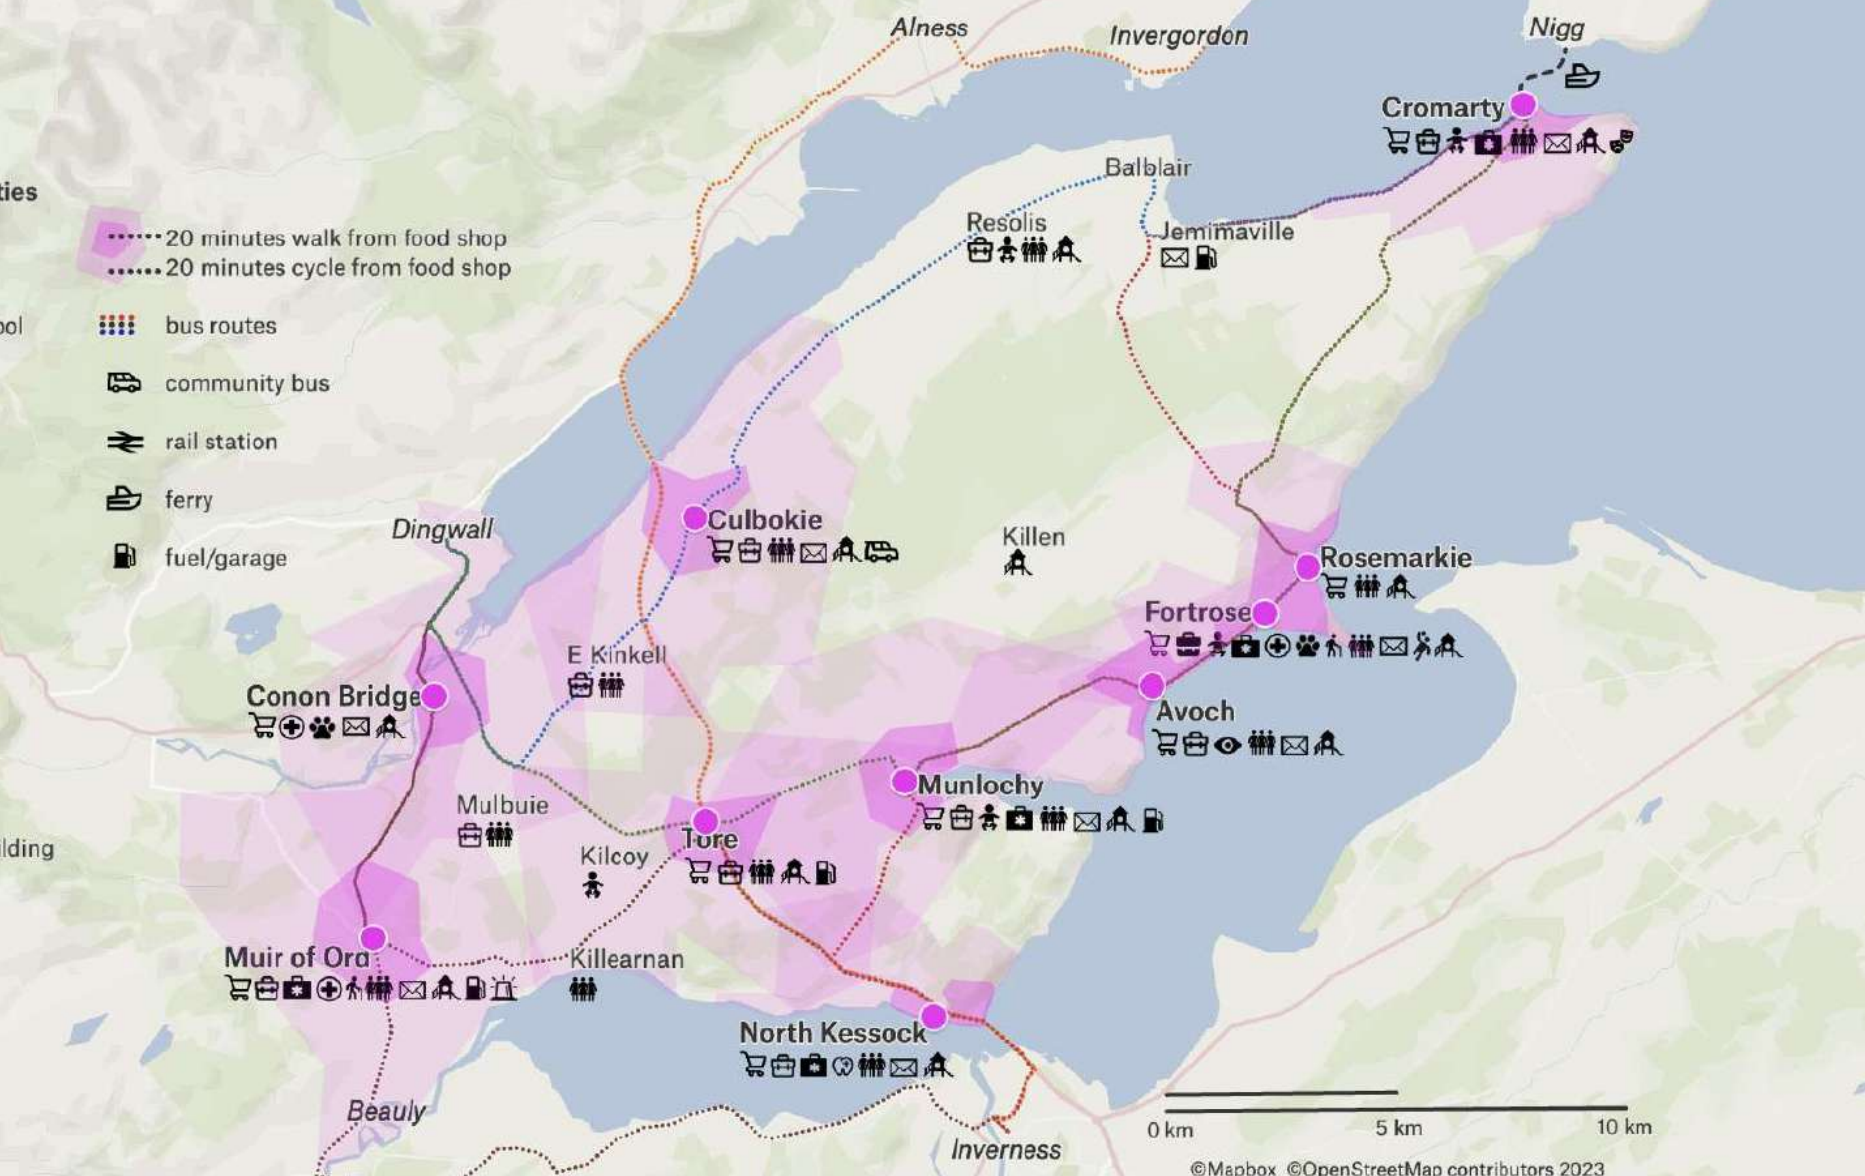 Alness
Invergordon
Nigg
Cromarty
Balblair
ties
Resolis
Jemimaville
20 minutes walk from food shop
20 minutes cycle from food shop
ool
bus routes
community bus
rail station
ferry
fuel/garage
Dingwall
Culbokie
Killen
Rosemarkie
Fortrose
E Kinkell
Conon Bridge
Avoch
Munlochy
Mulbuie
Tore
ilding
Kilcoy
Muir of Ord
Killearnan
North Kessock
Beauly
Inverness
0 km 5 km 10 km
©Mapbox ©OpenStreetMap contributors 2023